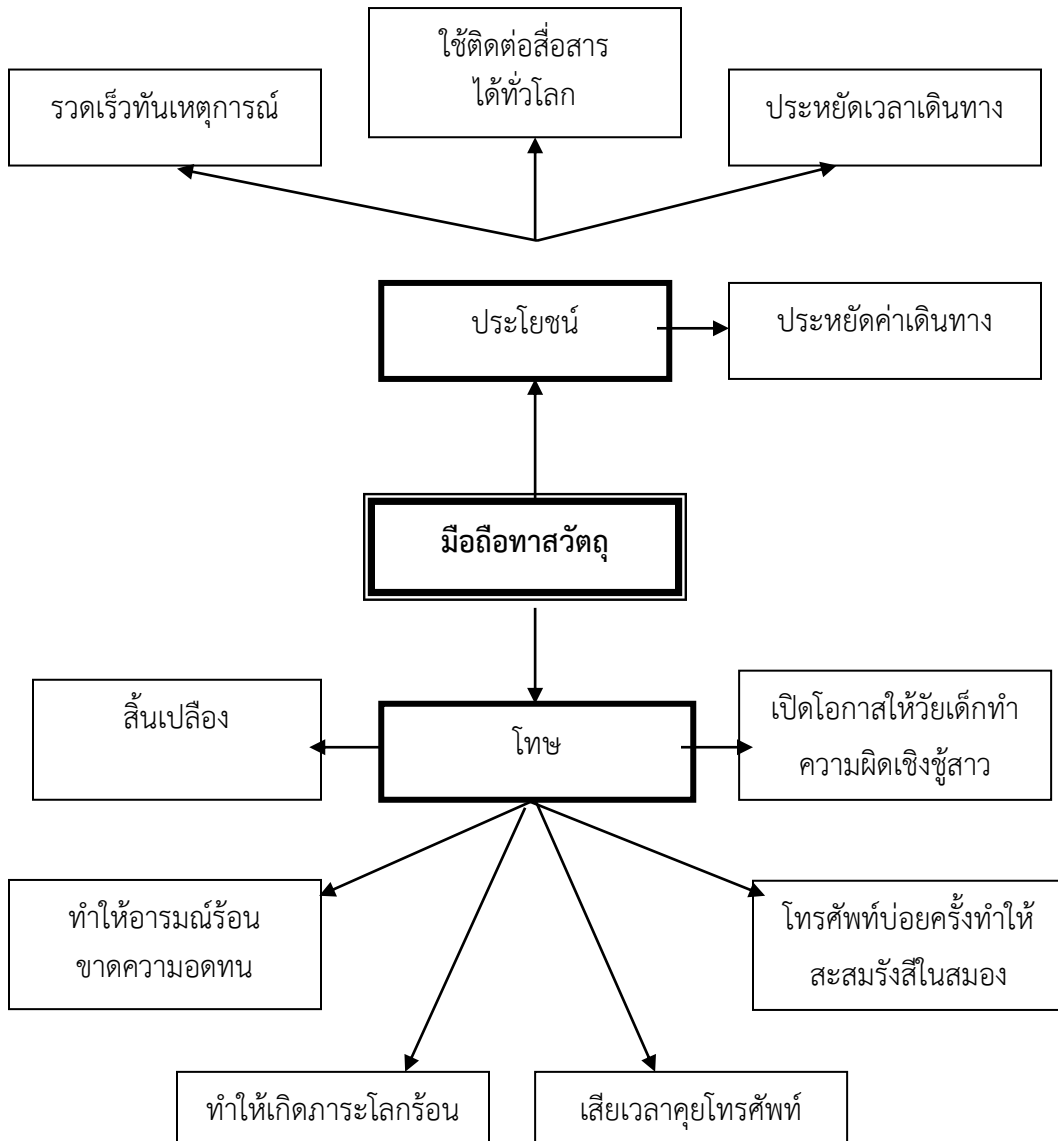 ใช้ติดต่อสื่อสาร
ได้ทั่วโลก
รวดเร็วทันเหตุการณ์
ประหยัดเวลาเดินทาง
ประโยชน์
ประหยัดค่าเดินทาง
มือถือทาสวัตถุ
สิ้นเปลือง
โทษ
เปิดโอกาสให้วัยเด็กทำ
ความผิดเชิงชู้สาว
ทำให้อารมณ์ร้อน
ขาดความอดทน
โทรศัพท์บ่อยครั้งทำให้
สะสมรังสีในสมอง
ทำให้เกิดภาระโลกร้อน
เสียเวลาคุยโทรศัพท์